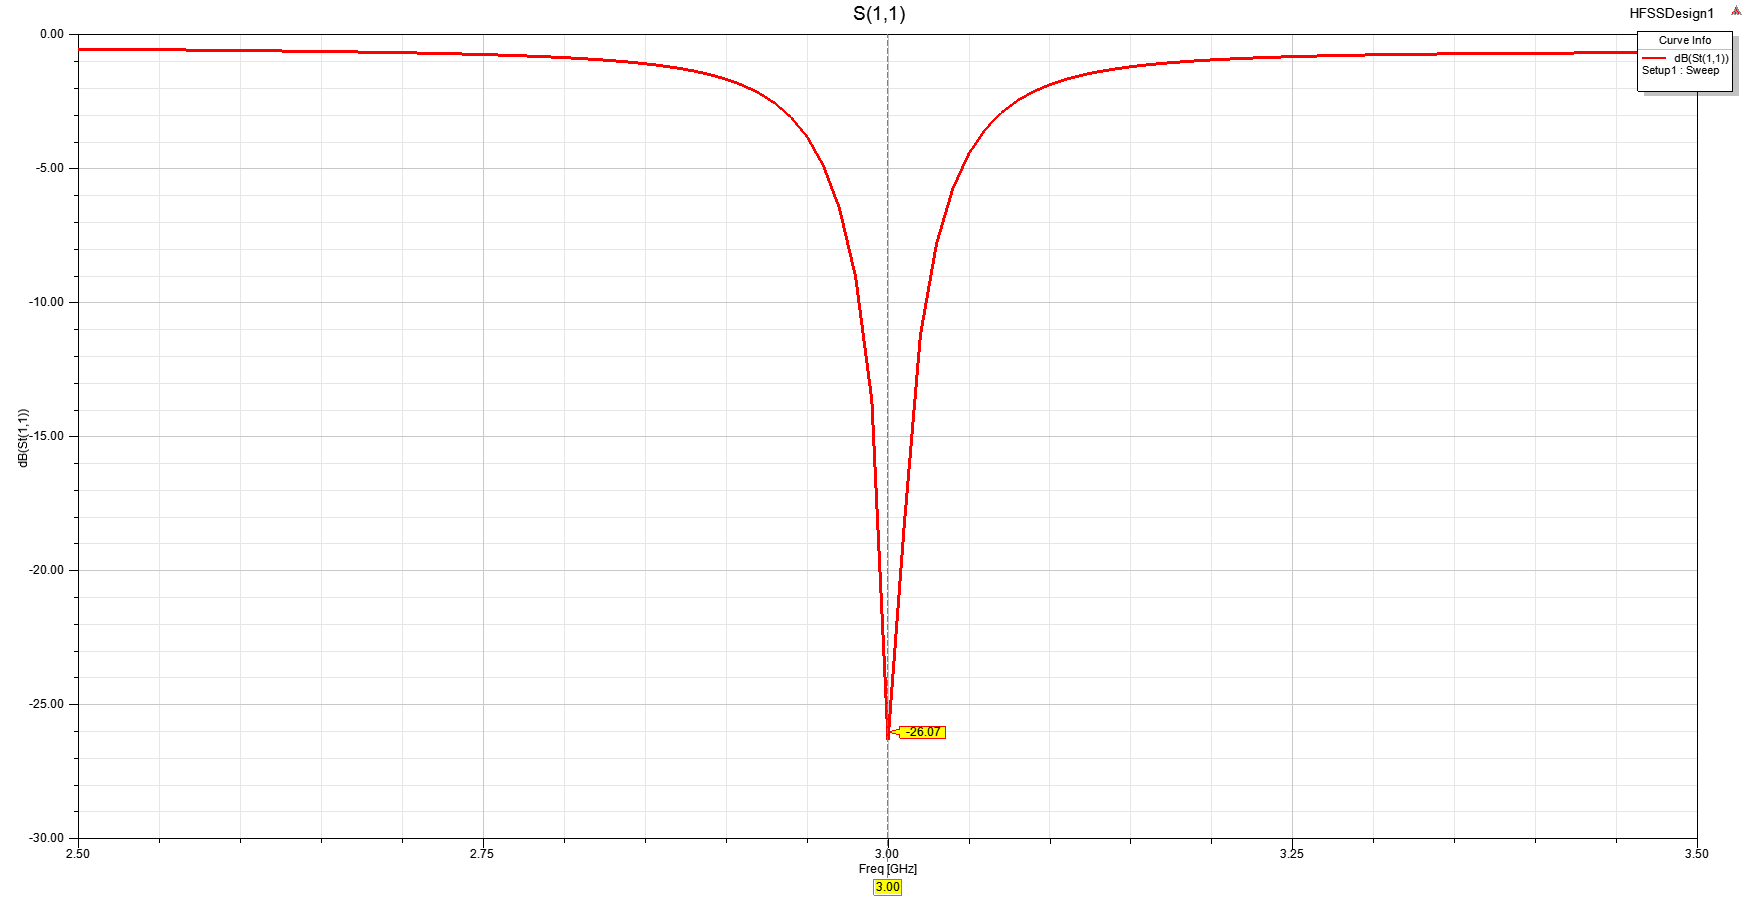 S(1,1)
HFSSDesign1
Curve Info
dB(St(1,1))
Setup1 : Sweep
0.00
-5.00
-10.00
-15.00
-20.00
-25.00
-30.00
dB(St(1,1))
-26.07
2.50
2.75
3.00
3.25
3.50
Freq [GHz]
3.00